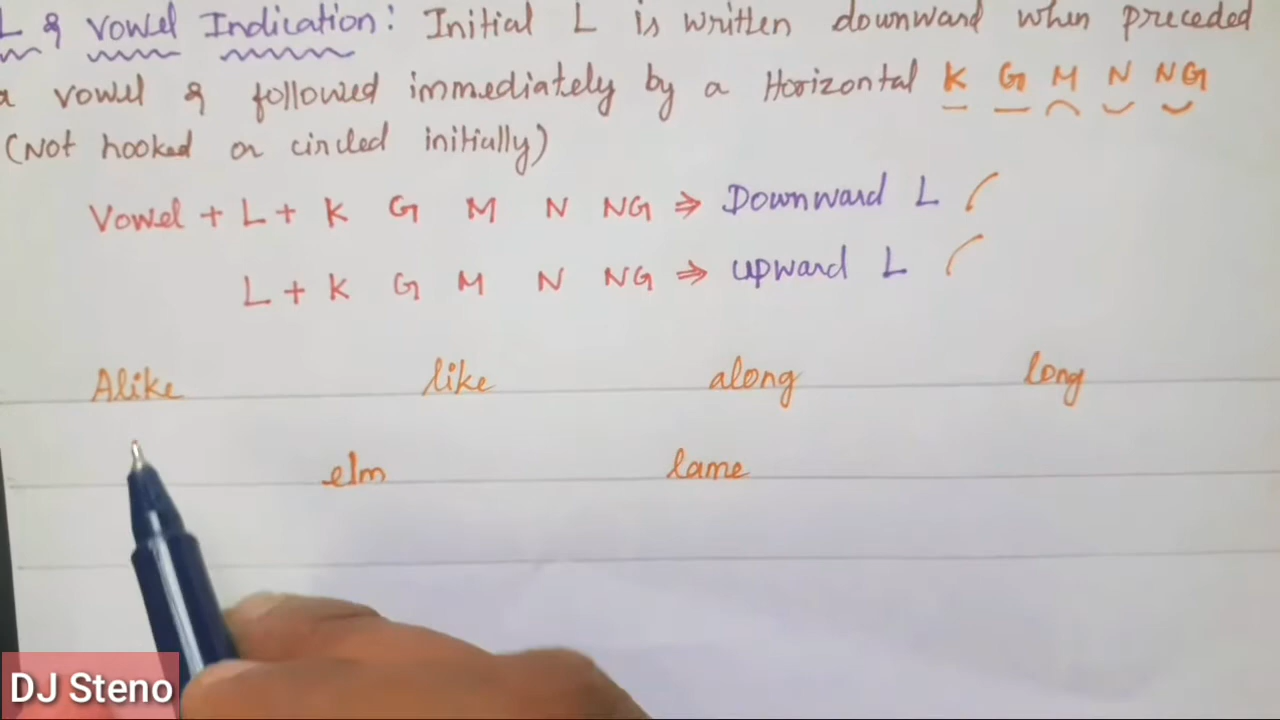 L & Vowel Indication: Initial L is written downward when preceded
a vowel & followed immediately by a Horizontal K G M N NG
(Not hooked or circled initially)
Vowel + L + K G M N NG ⇒ Downward L
L + K G M N NG ⇒ upward L
Alike like along long
elm lame
DJ Steno